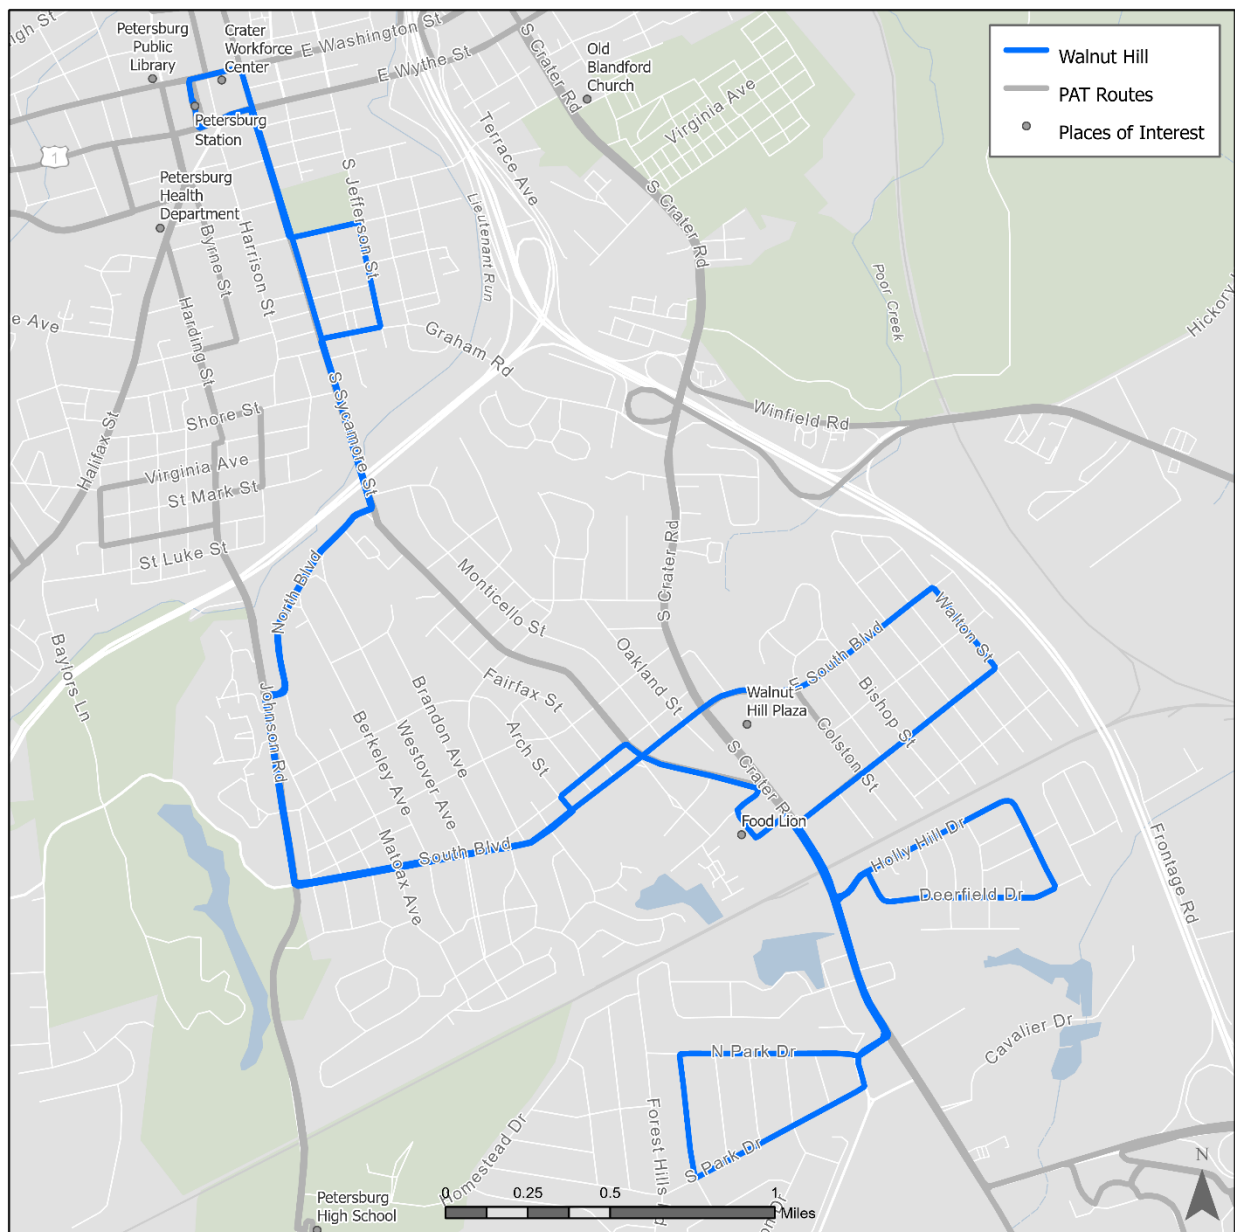 igh St
Petersburg
Public
Library
Crater
Workforce
Center
E Washington St
E Wythe St
S Crater Rd
Old
Blandford
Church
Virginia Ave
Walnut Hill
PAT Routes
Places of Interest
1
Petersburg
Station
Terrace Ave
Petersburg
Health
Department
S Jefferson St
Lieutenant Run
S Crater Rd
Byrne St
Harrison St
Poor Creek
Hickory
e Ave
Harding St
Graham Rd
Halifax St
Shore St
S Sycamore St
Winfield Rd
Virginia Ave
St Mark St
St Luke St
S Crater Rd
North Blvd
Monticello St
Baylors Ln
Oakland St
Walton St
E South Blvd
Fairfax St
Brandon Ave
Walnut
Hill Plaza
Bishop St
Colston St
Johnson Rd
Berkeley Ave
Westover Ave
Arch St
S Crater Rd
Food Lion
South Blvd
Matoax Ave
Holly Hill Dr
Deerfield Dr
Frontage Rd
Cavalier Dr
N Park Dr
Forest Hills
Homestead Dr
S Park Dr
N
Petersburg
High School
0 0.25 0.5 1
Miles